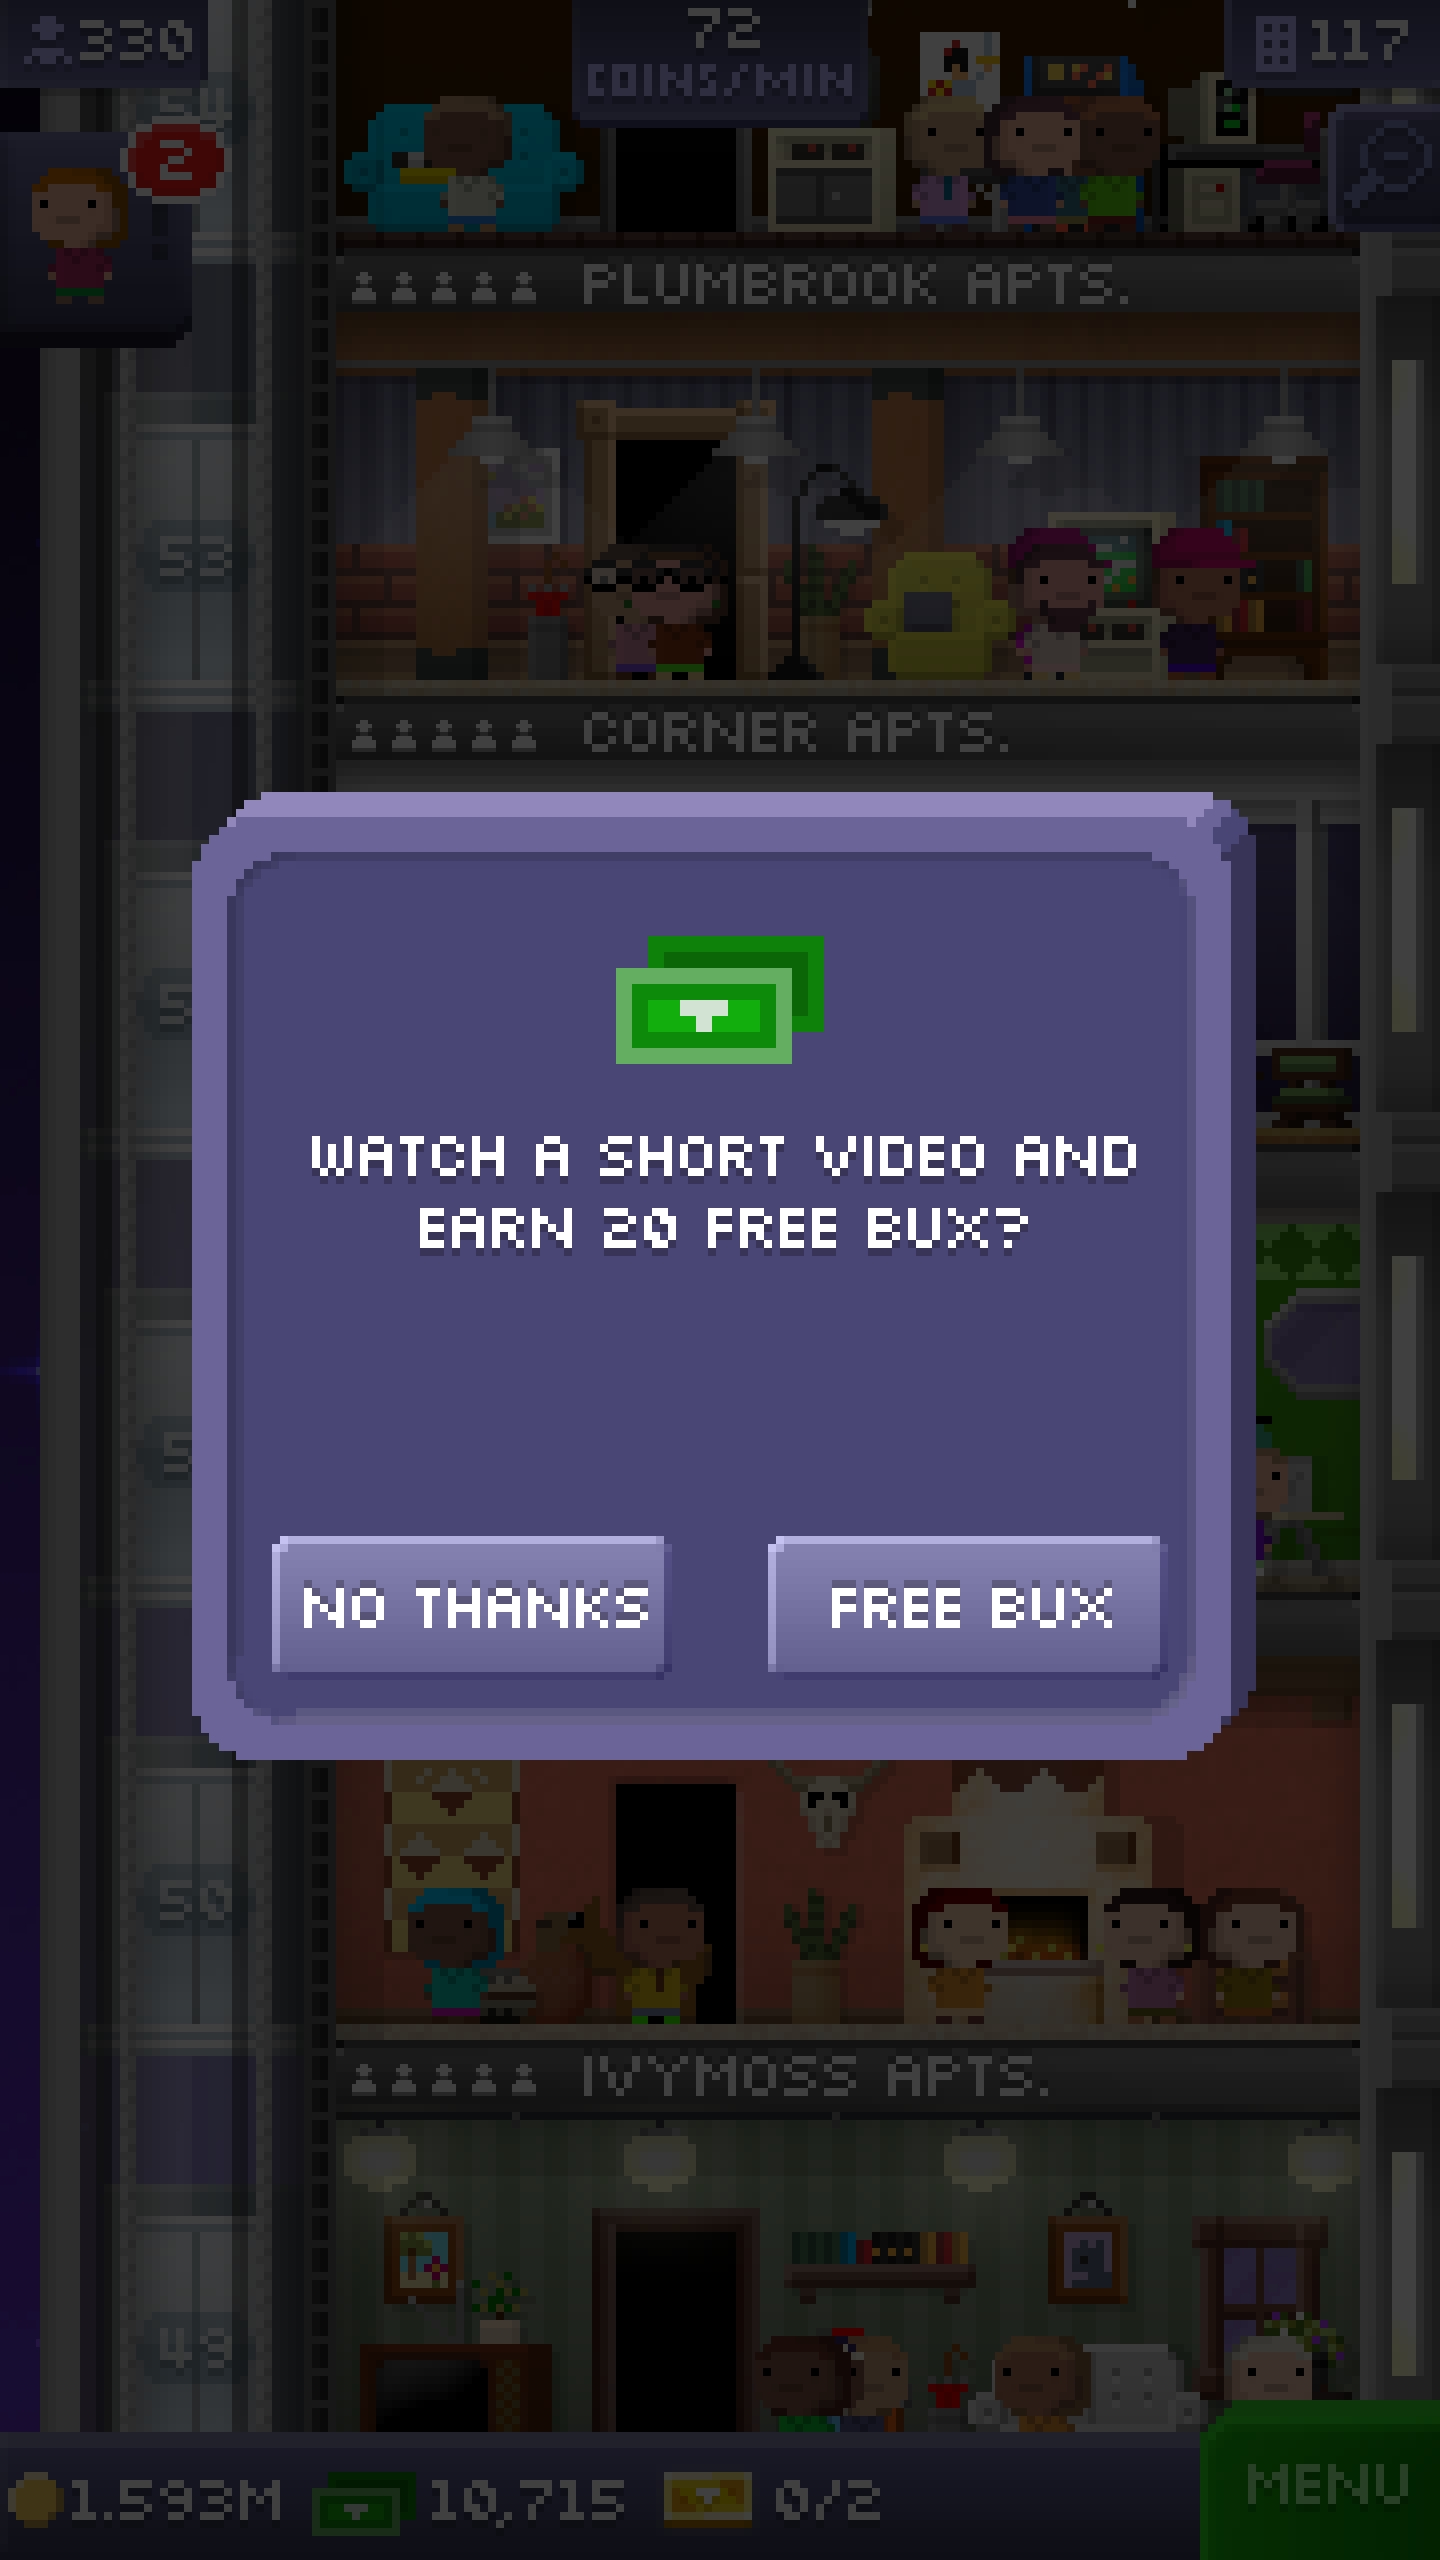 330
72
COINS/MIN
117
2
PLUMBROOK APTS.
53
CORNER APTS.
WATCH A SHORT VIDEO AND
EARN 20 FREE BUX?
NO THANKS
FREE BUX
50
IVYMOSS APTS.
49
1.593M
10,715
0/2
MENU